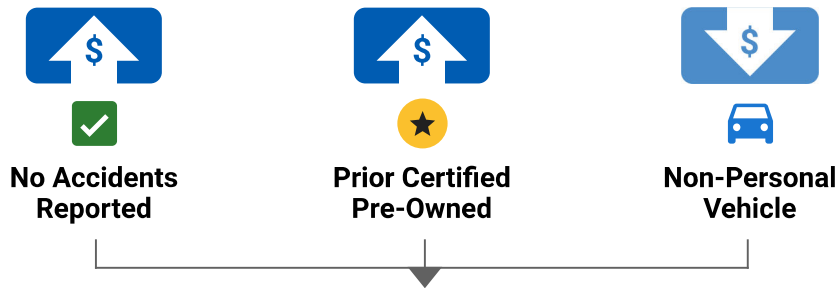 $
$
$
No Accidents
Reported
Prior Certified
Pre-Owned
Non-Personal
Vehicle